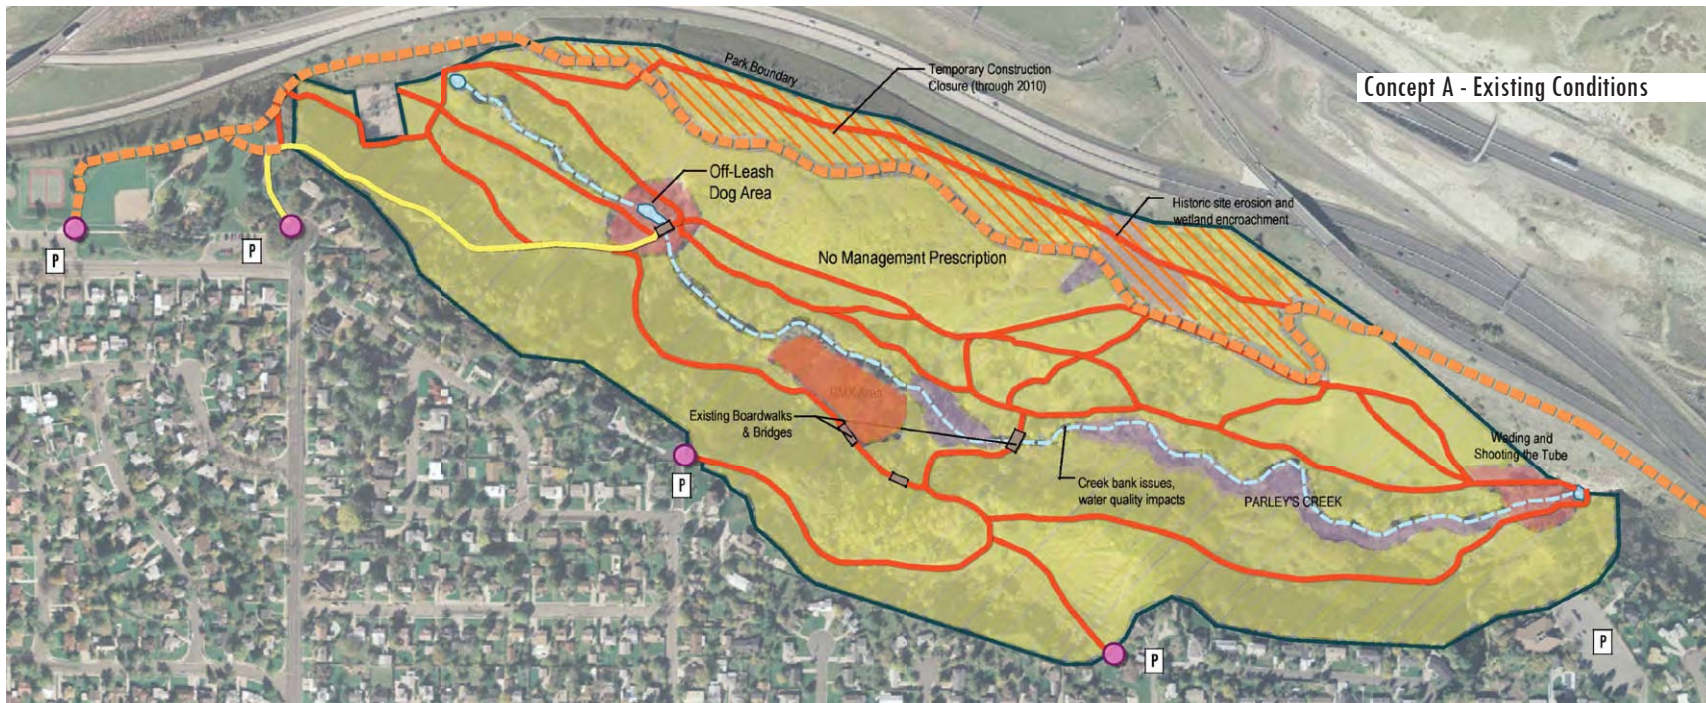 Concept A - Existing Conditions
Park Boundary
Temporary Construction
Closure (through 2010)
Off-Leash
Dog Area
Historic site erosion and
wetland encroachment
No Management Prescription
P
P
BMX Area
Existing Boardwalks
& Bridges
Wading and
Shooting the Tube
Creek bank issues,
water quality impacts
PARLEY'S CREEK
P
P
P